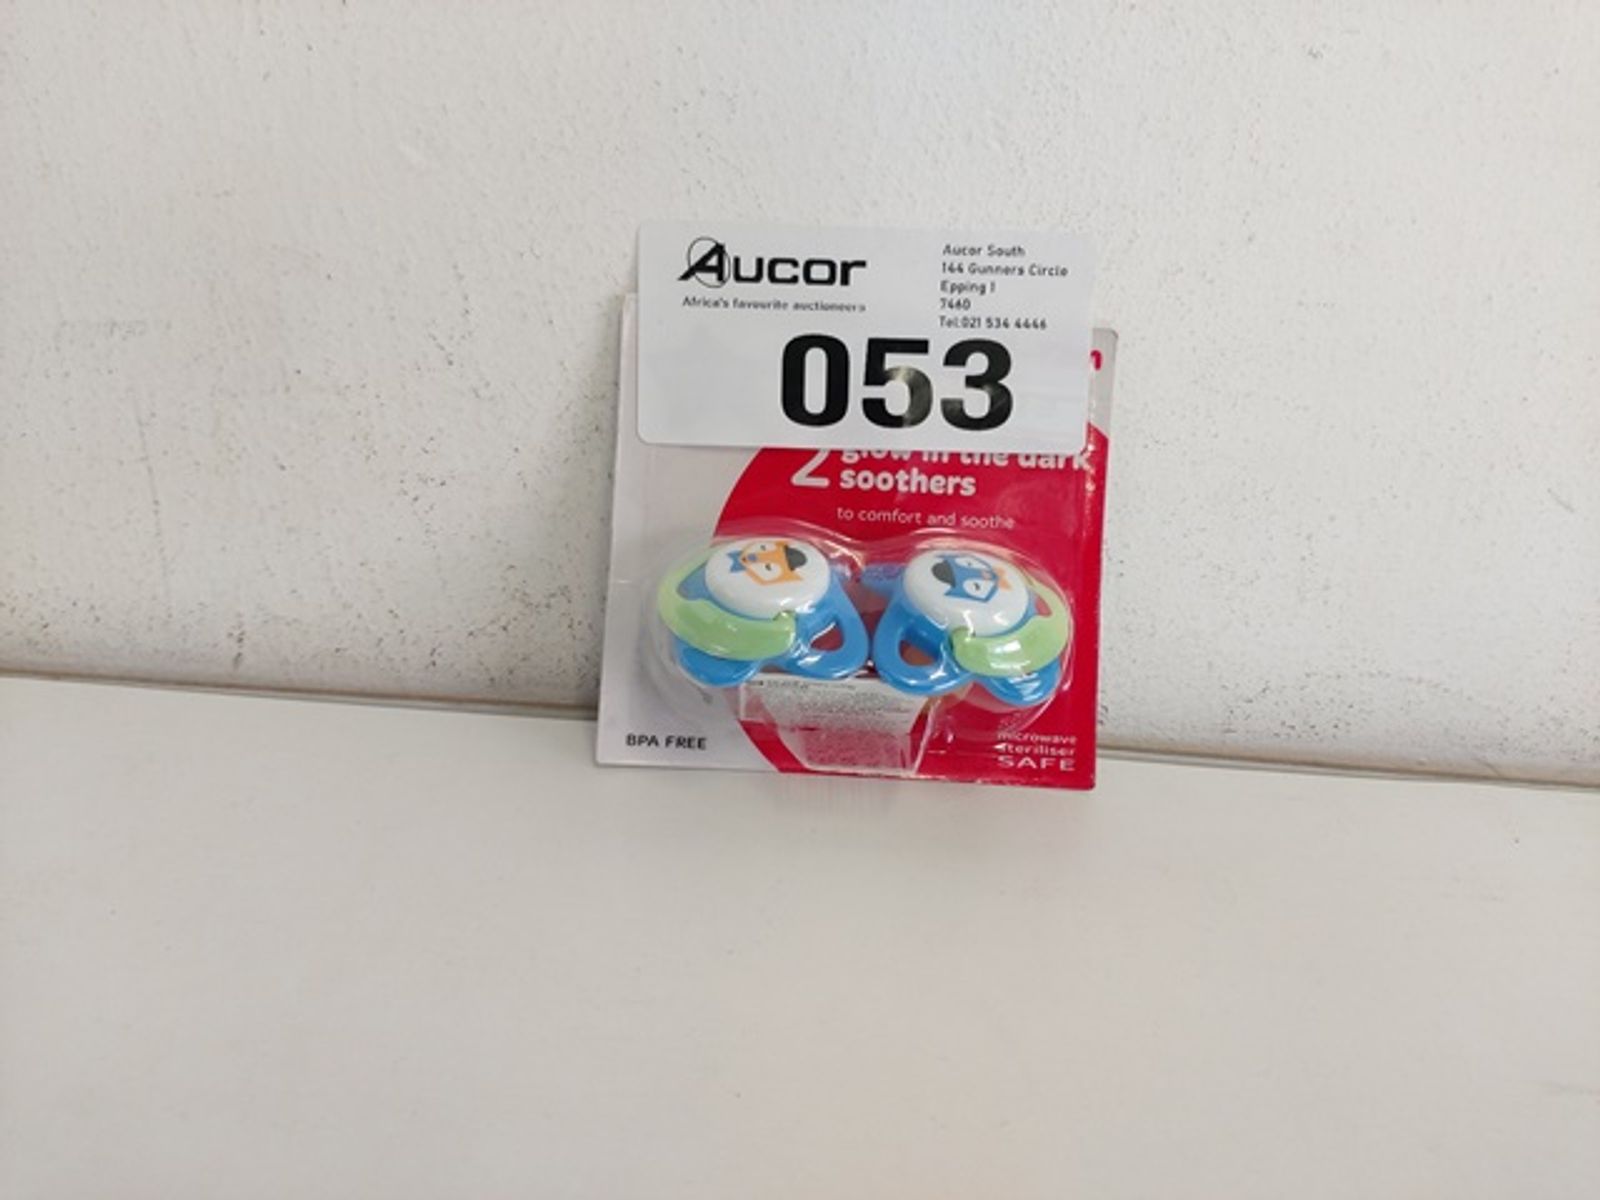 Aucor
Africa's favourite auctioneers
Aucor South
144 Gunners Circle
Epping 1
7460
Tel:021 534 4446
053
2 glow in the dark
soothers
to comfort and soothe
BPA FREE
microwave
steriliser
SAFE